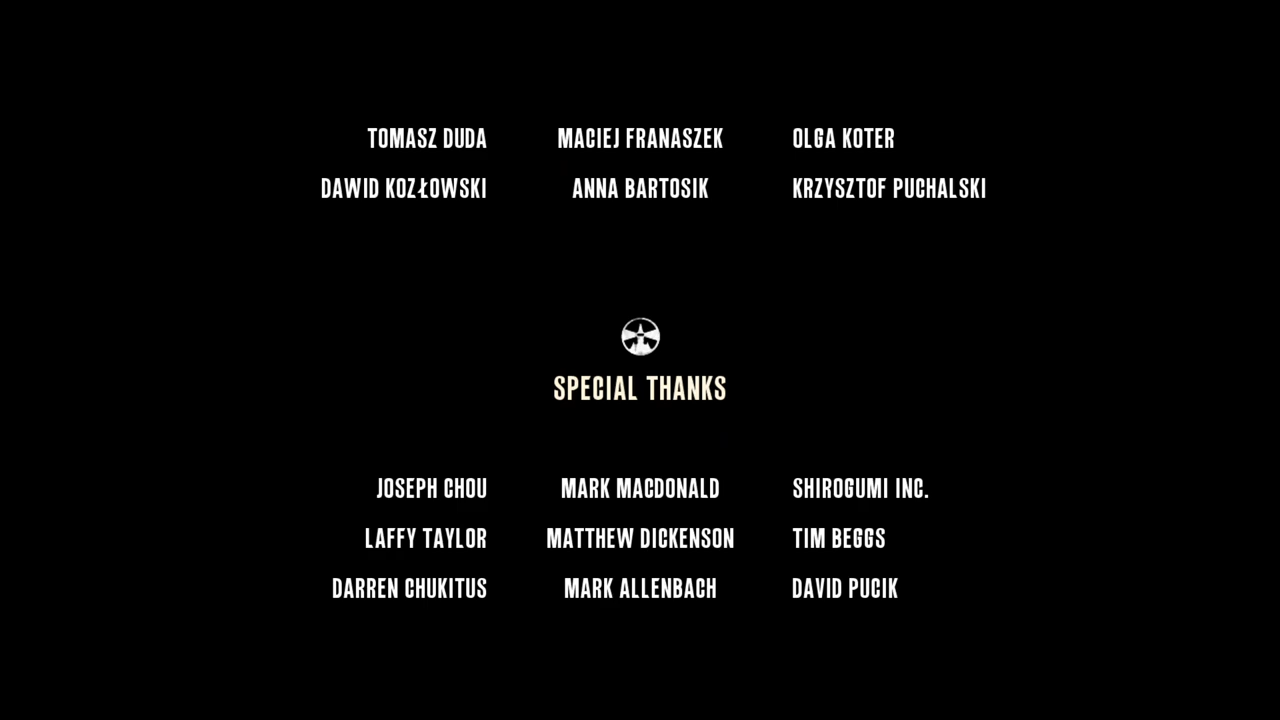 TOMASZ DUDA MACIEJ FRANASZEK OLGA KOTER
DAWID KOZŁOWSKI ANNA BARTOSIK KRZYSZTOF PUCHALSKI
SPECIAL THANKS
JOSEPH CHOU MARK MACDONALD SHIROGUMI INC.
LAFFY TAYLOR MATTHEW DICKENSON TIM BEGGS
DARREN CHUKITUS MARK ALLENBACH DAVID PUCIK